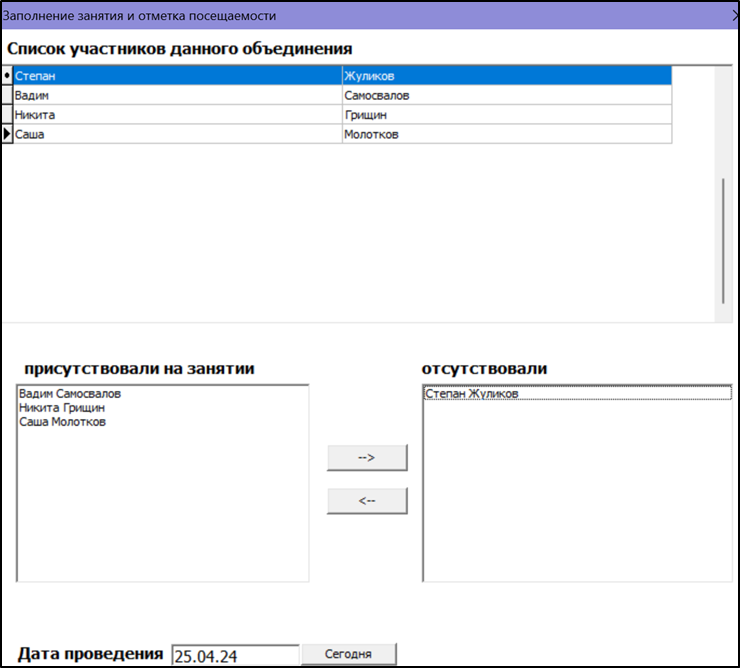 Заполнение занятия и отметка посещаемости
Список участников данного объединения
Степан Жуликов
Вадим Самосвалов
Никита Грищин
Саша Молотков
присутствовали на занятии отсутствовали
Вадим Самосвалов Степан Жуликов
Никита Грищин
Саша Молотков
-->
<--
Дата проведения 25.04.24 Сегодня